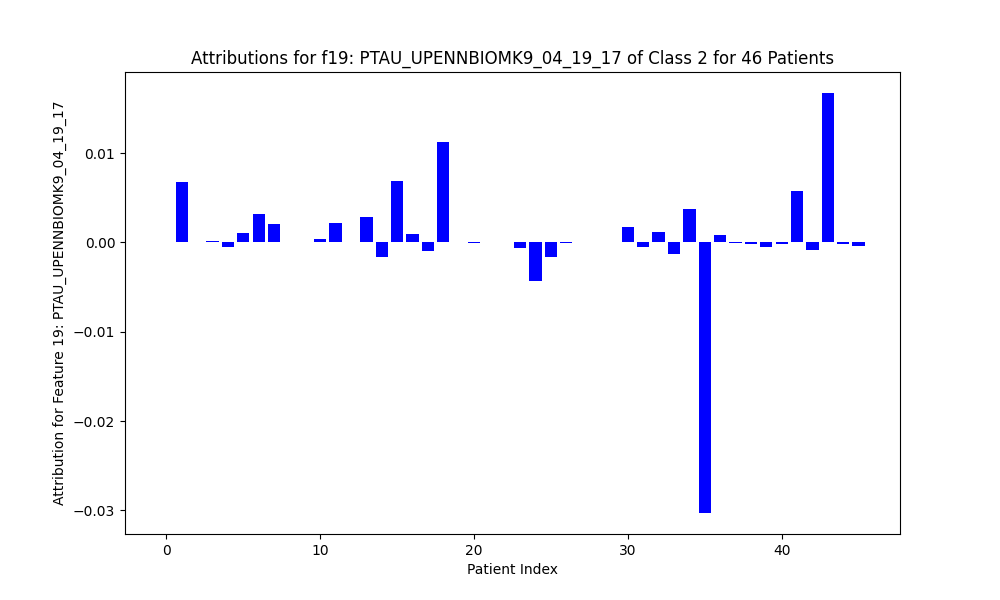 Attributions for f19: PTAU_UPENNBIOMK9_04_19_17 of Class 2 for 46 Patients
Attribution for Feature 19: PTAU_UPENNBIOMK9_04_19_17
0.01
0.00
−0.01
−0.02
−0.03
0 10 20 30 40
Patient Index